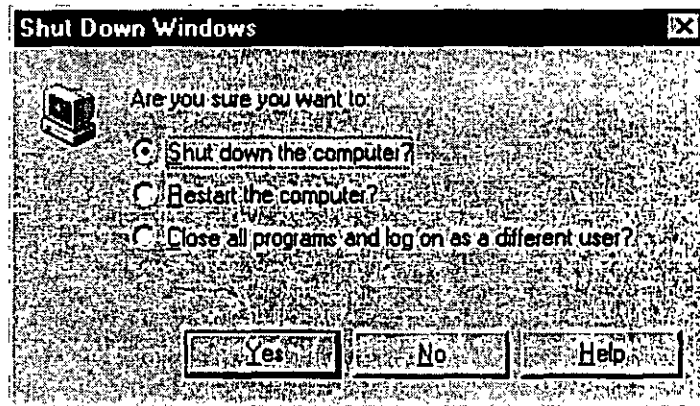 Shut Down Windows
Are you sure you want to:
Shut down the computer?
Restart the computer?
Close all programs and log on as a different user?
Yes
No
Help